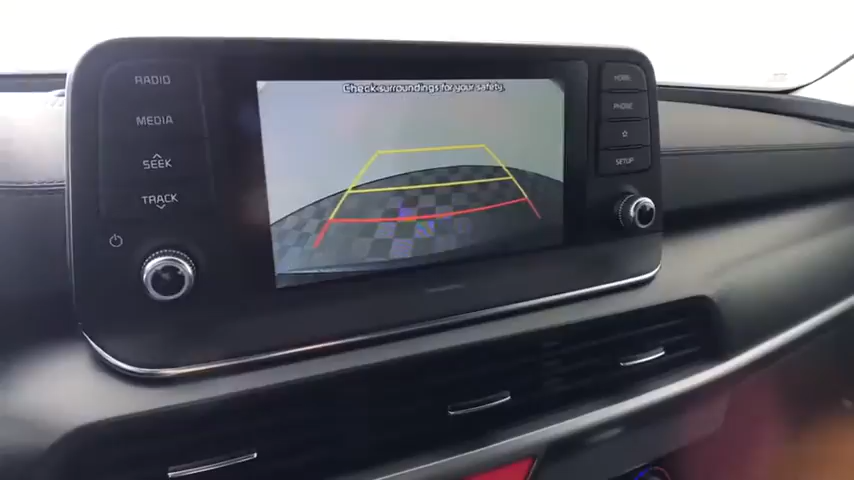 RADIO
MEDIA
SEEK
TRACK
Check surroundings for your safety.
HOME
PHONE
SETUP